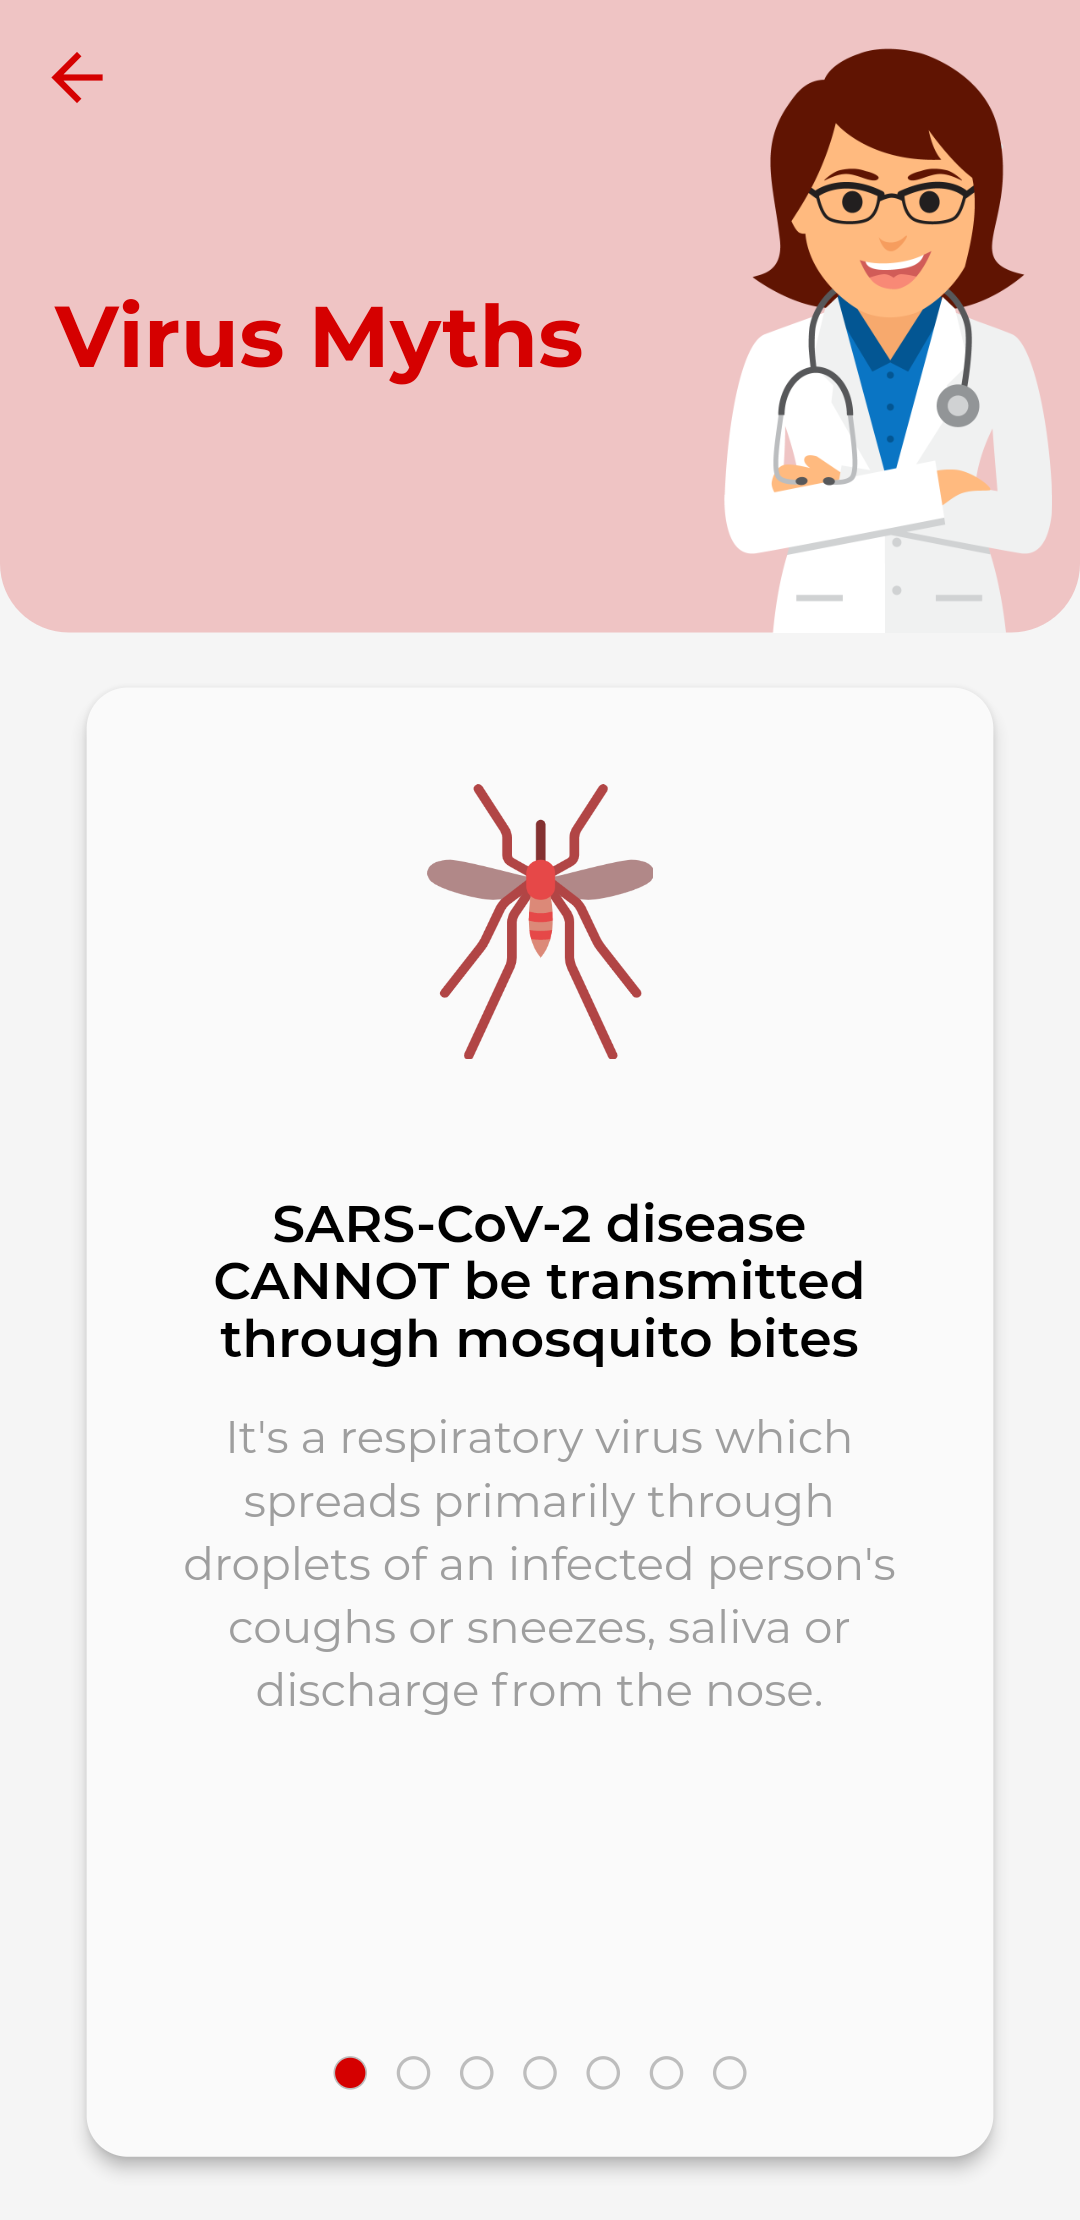 Virus Myths
SARS-CoV-2 disease
CANNOT be transmitted
through mosquito bites
It's a respiratory virus which
spreads primarily through
droplets of an infected person's
coughs or sneezes, saliva or
discharge from the nose.